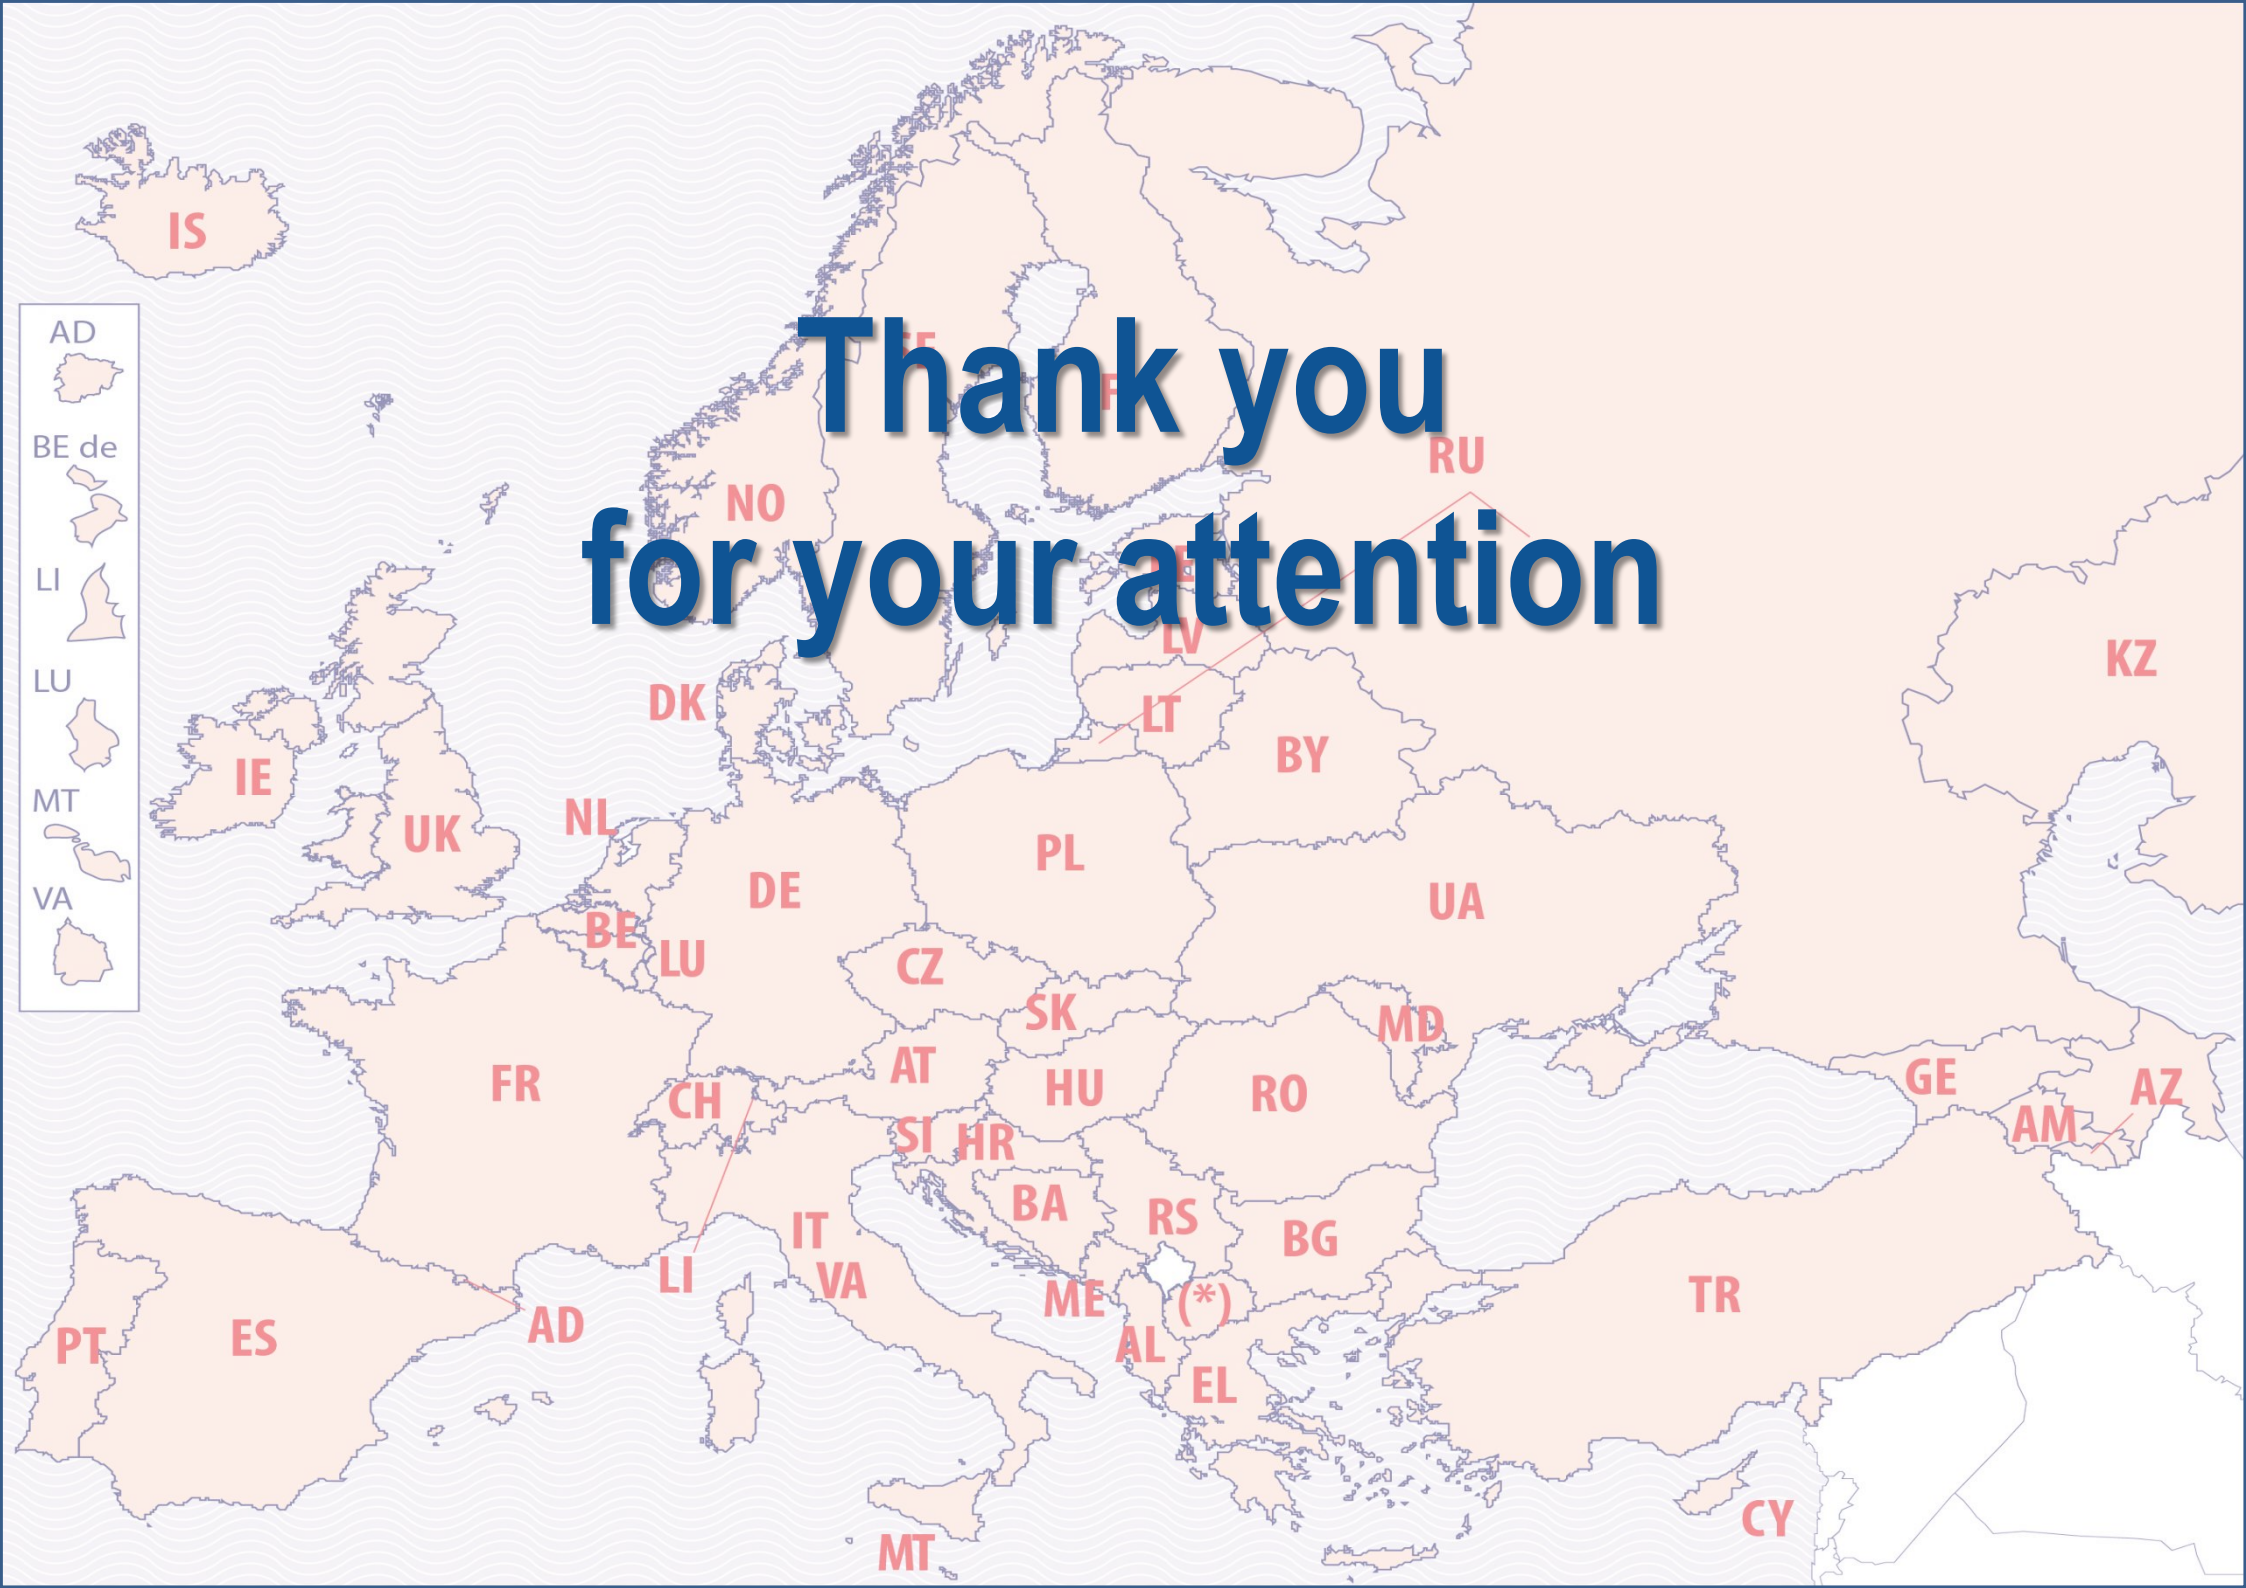 IS
AD
Thank you
RU
BE de
NO
for your attention
LI
LV
KZ
LU
DK
LT
BY
IE
MT
NL
UK
PL
DE
VA
UA
BE
LU
CZ
SK
MD
FR
AT
CH
HU
RO
GE
AZ
AM
SI
HR
BA
RS
IT
BG
LI
VA
ME
(*)
TR
AD
PT
ES
AL
EL
CY
MT